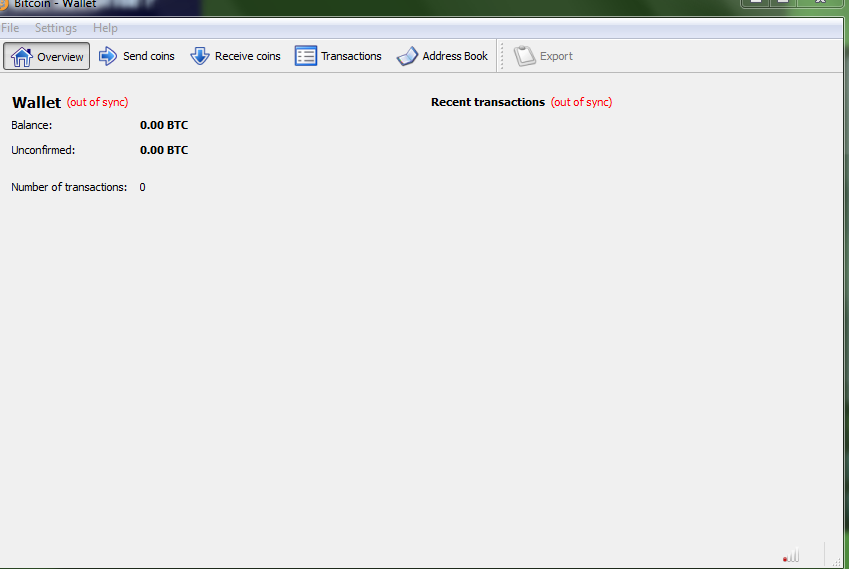 Bitcoin - Wallet
File Settings Help
Overview Send coins Receive coins Transactions Address Book Export
Wallet (out of sync) Recent transactions (out of sync)
Balance: 0.00 BTC
Unconfirmed: 0.00 BTC
Number of transactions: 0